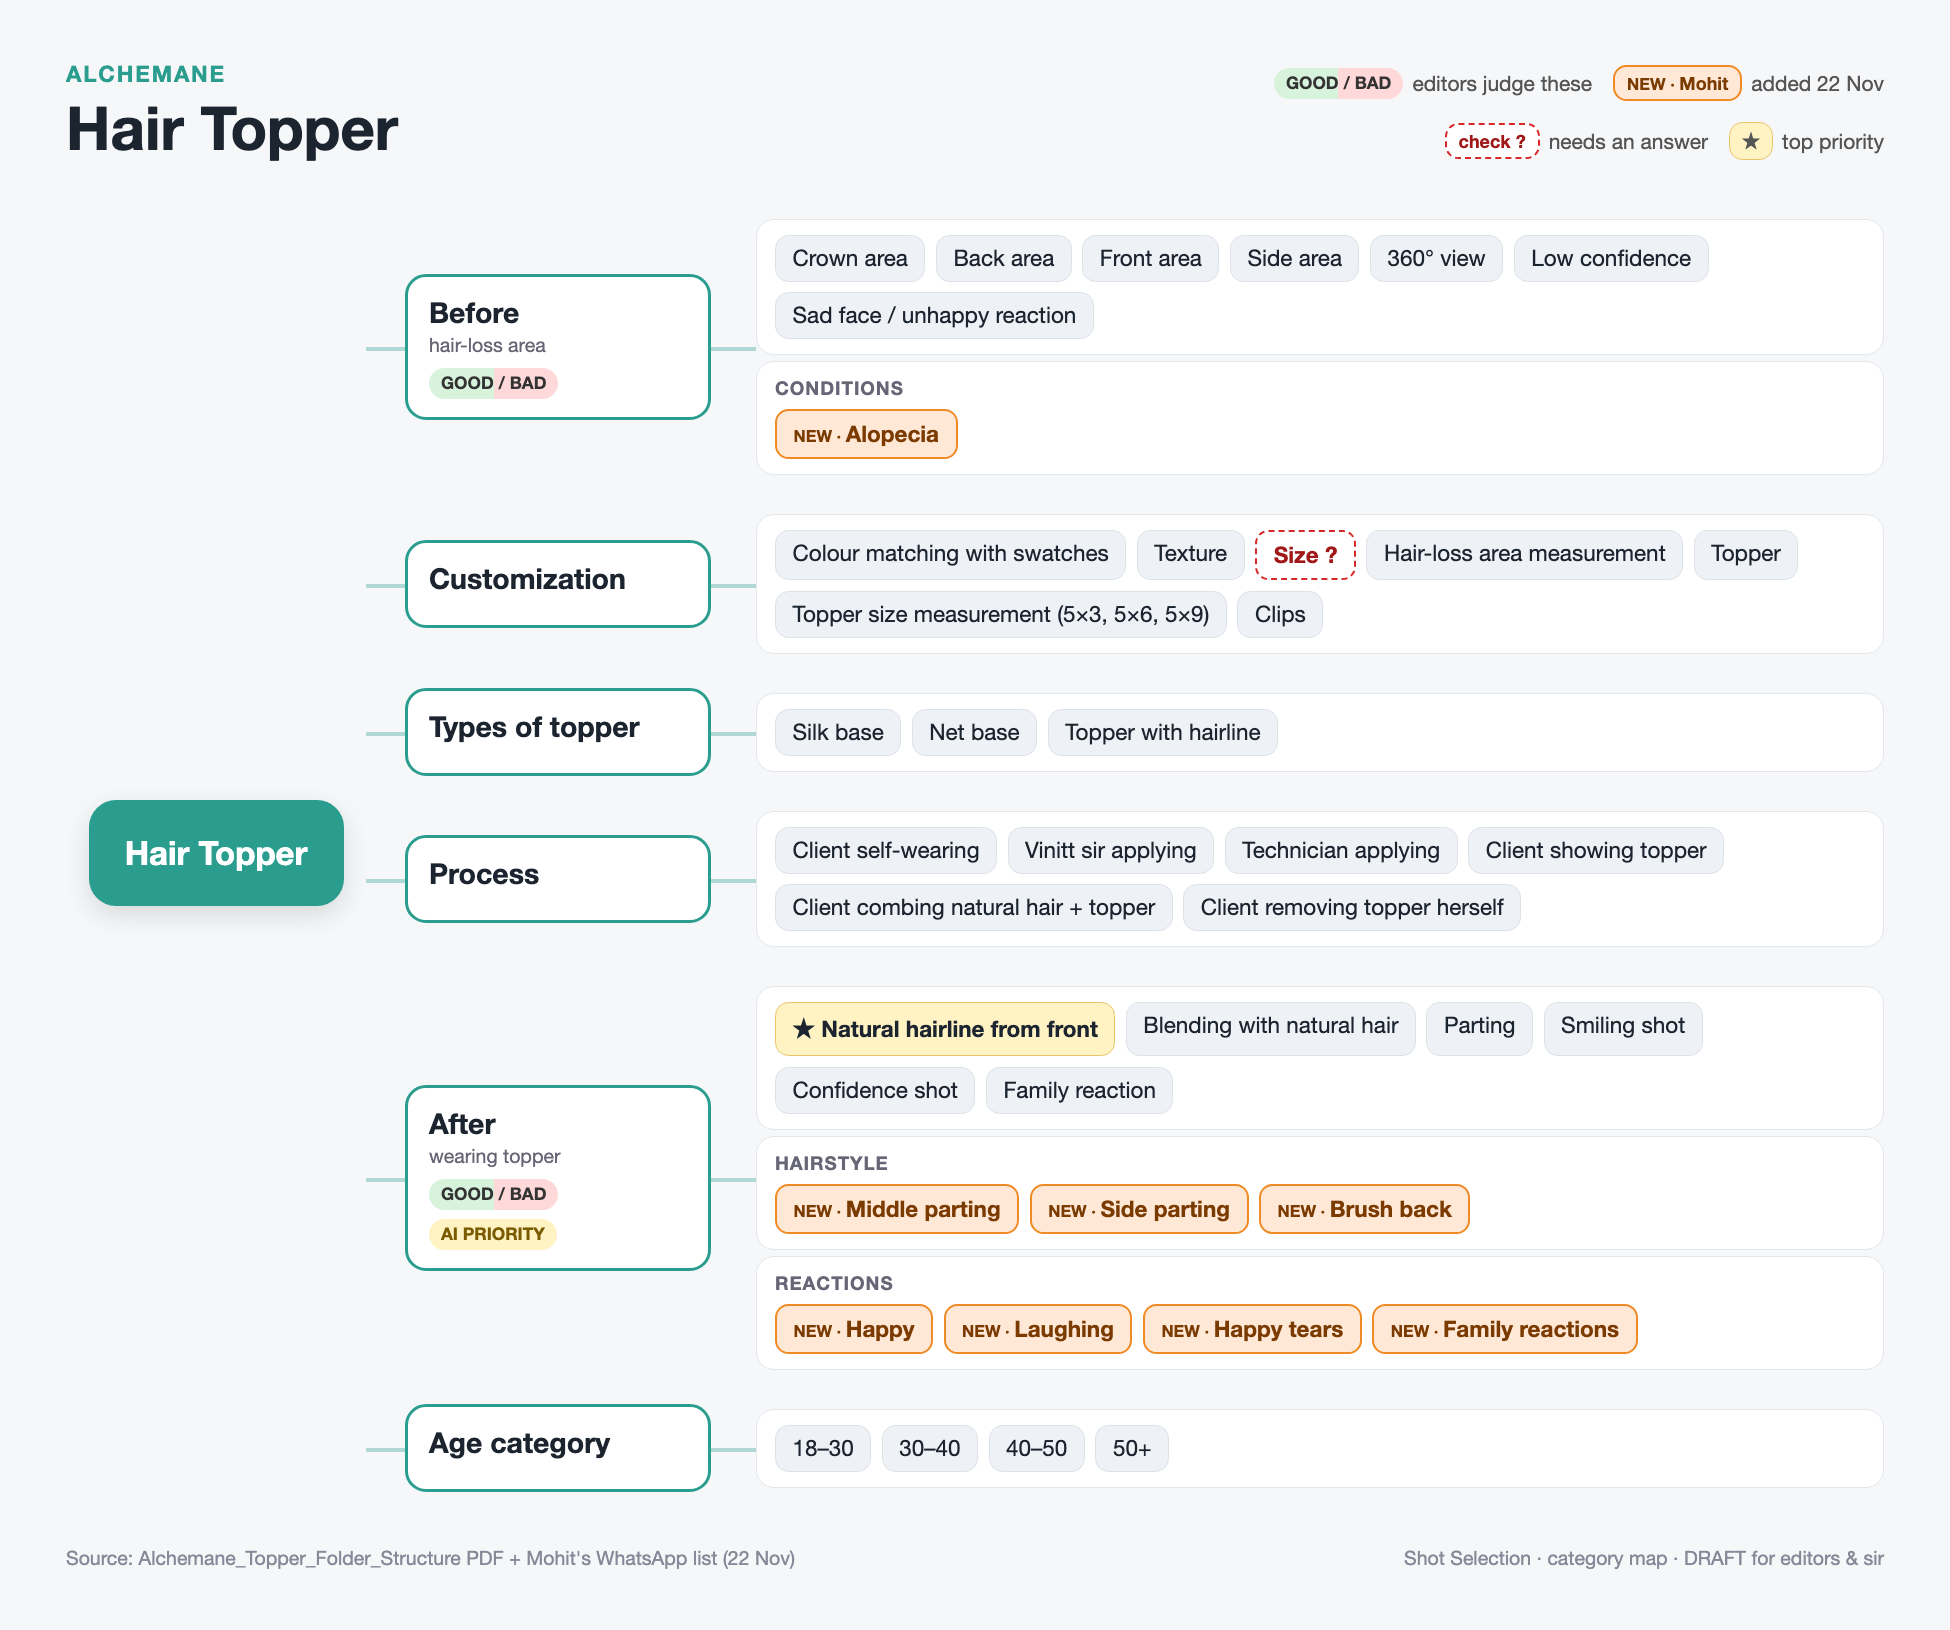 ALCHEMANE
Hair Topper
GOOD / BAD editors judge these NEW · Mohit added 22 Nov
check ? needs an answer ★ top priority
Hair Topper
Before
hair-loss area
GOOD / BAD
Crown area Back area Front area Side area 360° view Low confidence
Sad face / unhappy reaction
CONDITIONS
NEW · Alopecia
Customization
Colour matching with swatches Texture Size ? Hair-loss area measurement Topper
Topper size measurement (5×3, 5×6, 5×9) Clips
Types of topper
Silk base Net base Topper with hairline
Process
Client self-wearing Vinitt sir applying Technician applying Client showing topper
Client combing natural hair + topper Client removing topper herself
After
wearing topper
GOOD / BAD
AI PRIORITY
★ Natural hairline from front Blending with natural hair Parting Smiling shot
Confidence shot Family reaction
HAIRSTYLE
NEW · Middle parting NEW · Side parting NEW · Brush back
REACTIONS
NEW · Happy NEW · Laughing NEW · Happy tears NEW · Family reactions
Age category
18–30 30–40 40–50 50+
Source: Alchemane_Topper_Folder_Structure PDF + Mohit's WhatsApp list (22 Nov)
Shot Selection · category map · DRAFT for editors & sir